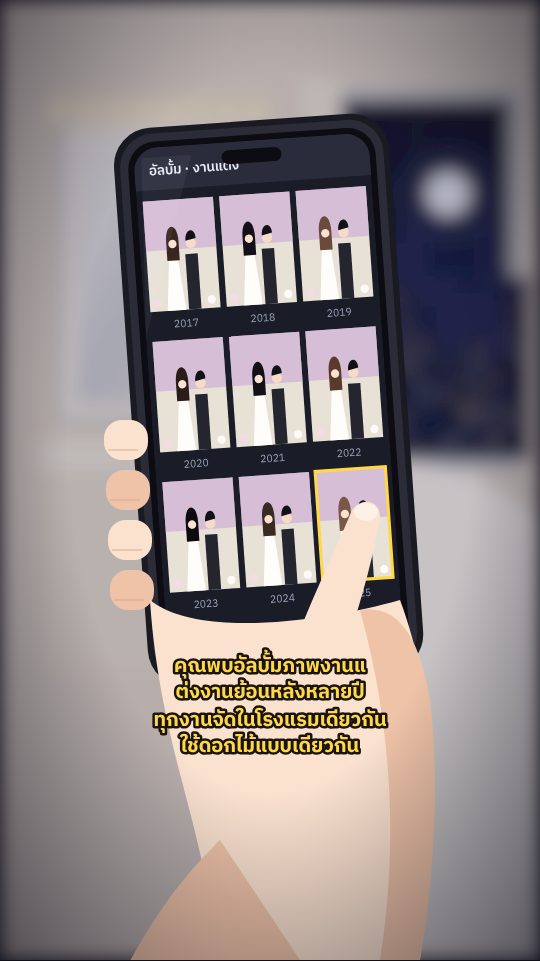 อัลบั้ม · งานแต่ง
2017
2018
2019
2020
2021
2022
2023
2024
คุณพบอัลบั้มภาพงานแ
ต่งงานย้อนหลังหลายปี
ทุกงานจัดในโรงแรมเดียวกัน
ใช้ดอกไม้แบบเดียวกัน